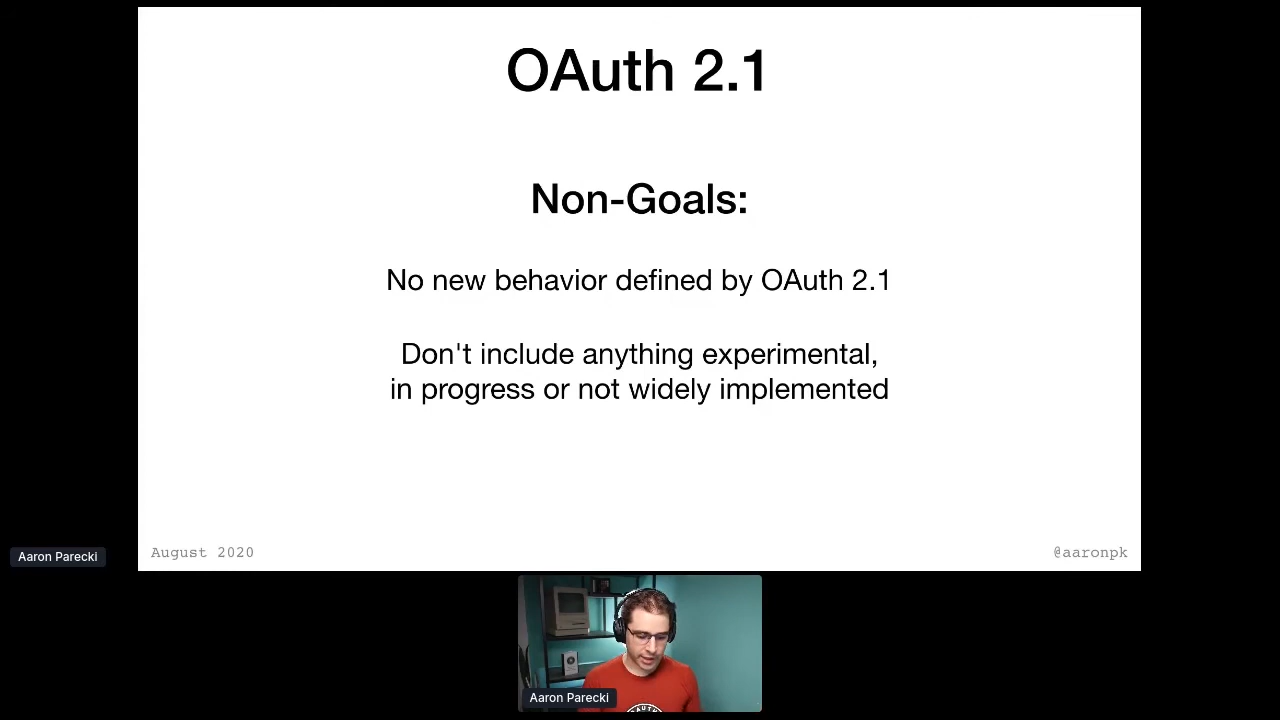 OAuth 2.1
Non-Goals:
No new behavior defined by OAuth 2.1
Don't include anything experimental,
in progress or not widely implemented
August 2020
@aaronpk
Aaron Parecki
Aaron Parecki